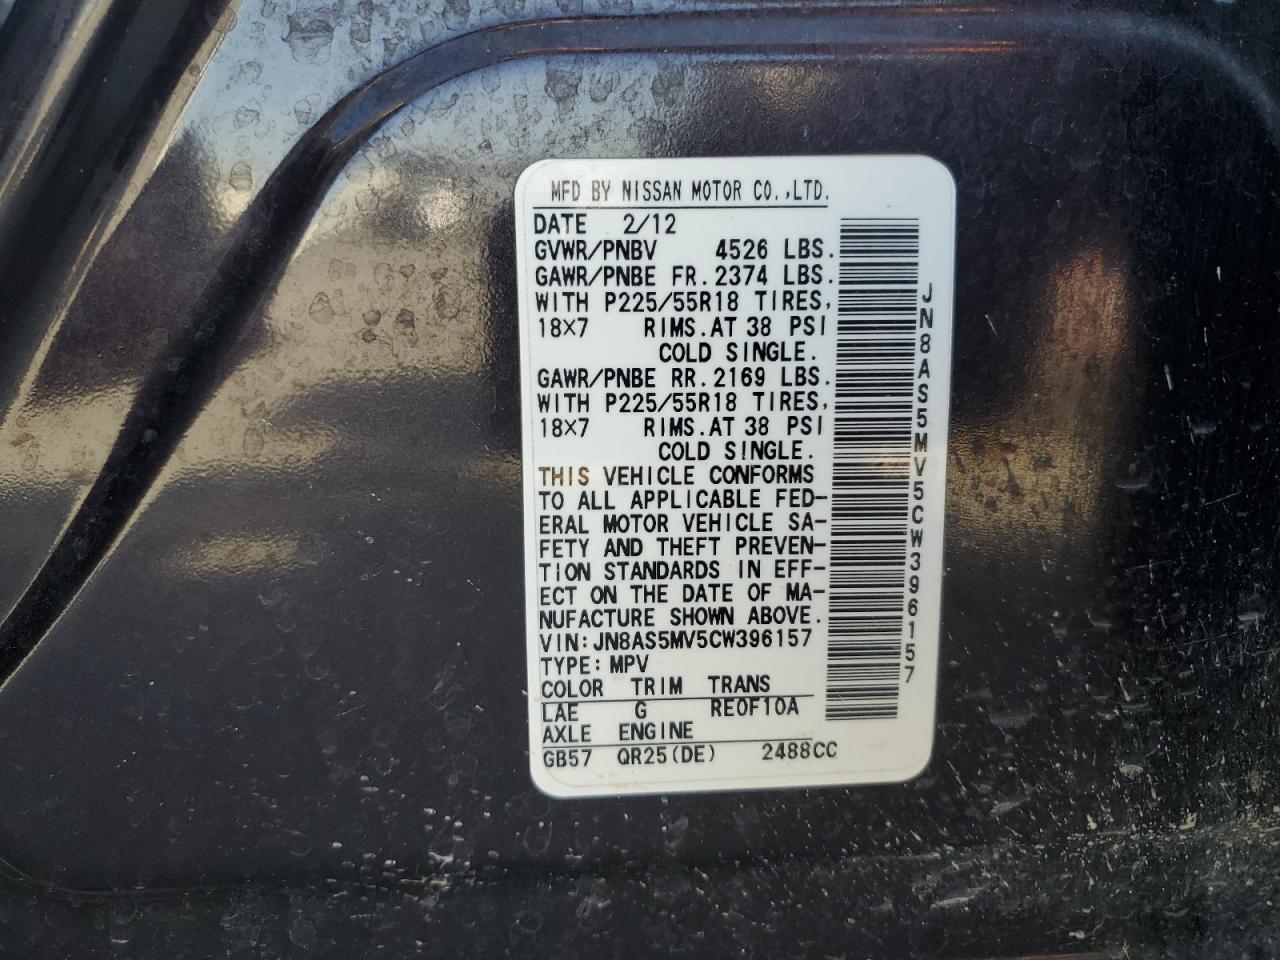 MFD BY NISSAN MOTOR CO.,LTD.
DATE 2/12
GVWR/PNBV 4526 LBS.
GAWR/PNBE FR.2374 LBS.
WITH P225/55R18 TIRES,
18×7 RIMS.AT 38 PSI
COLD SINGLE.
GAWR/PNBE RR.2169 LBS.
WITH P225/55R18 TIRES,
18×7 RIMS.AT 38 PSI
COLD SINGLE.
THIS VEHICLE CONFORMS
TO ALL APPLICABLE FED-
ERAL MOTOR VEHICLE SA-
FETY AND THEFT PREVEN-
TION STANDARDS IN EFF-
ECT ON THE DATE OF MA-
NUFACTURE SHOWN ABOVE.
VIN:JN8AS5MV5CW396157
TYPE:MPV
COLOR TRIM TRANS
LAE G RE0F10A
AXLE ENGINE
GB57 QR25(DE) 2488CC
JN8AS5MV5CW396157